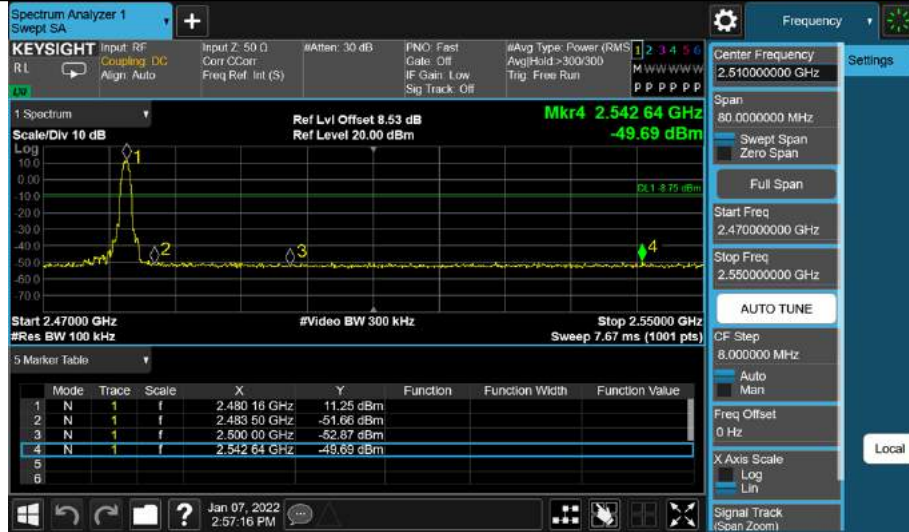 Spectrum Analyzer 1
Swept SA
+
Frequency
KEYSIGHT
RL
Input: RF
Coupling: DC
Align: Auto
Input Z: 50 Ω
Corr CCorr
Freq Ref: Int (S)
#Atten: 30 dB
PNO: Fast
Gate: Off
IF Gain: Low
Sig Track: Off
#Avg Type: Power (RMS
Avg|Hold:>300/300
Trig: Free Run
1 2 3 4 5 6
M W W W W W
P P P P P P
1 Spectrum
Scale/Div 10 dB
Ref Lvl Offset 8.53 dB
Ref Level 20.00 dBm
Mkr4 2.542 64 GHz
-49.69 dBm
Log
10.0
0.00
-10.0
-20.0
-30.0
-40.0
-50.0
-60.0
-70.0
1
2
3
4
DL1 -8.75 dBm
Start 2.47000 GHz
#Res BW 100 kHz
#Video BW 300 kHz
Stop 2.55000 GHz
Sweep 7.67 ms (1001 pts)
5 Marker Table
Mode Trace Scale X Y Function Function Width Function Value
1 N 1 f 2.480 16 GHz 11.25 dBm
2 N 1 f 2.483 50 GHz -51.66 dBm
3 N 1 f 2.500 00 GHz -52.87 dBm
4 N 1 f 2.542 64 GHz -49.69 dBm
5
6
?
Jan 07, 2022
2:57:16 PM
Center Frequency
2.510000000 GHz
Settings
Span
80.0000000 MHz
Swept Span
Zero Span
Full Span
Start Freq
2.470000000 GHz
Stop Freq
2.550000000 GHz
AUTO TUNE
CF Step
8.000000 MHz
Auto
Man
Freq Offset
0 Hz
X Axis Scale
Log
Lin
Local
Signal Track
(Span Zoom)